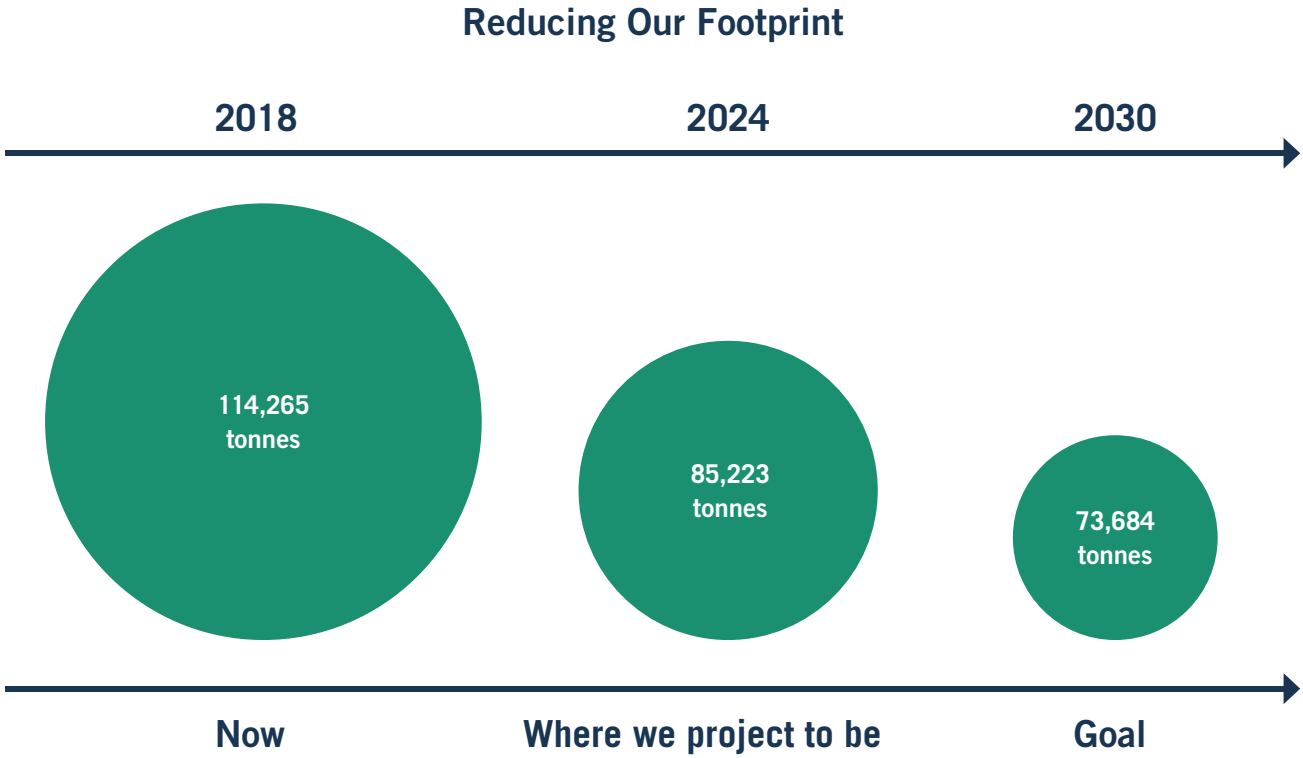 Reducing Our Footprint
2018 2024 2030
114,265
tonnes
85,223
tonnes
73,684
tonnes
Now Where we project to be Goal